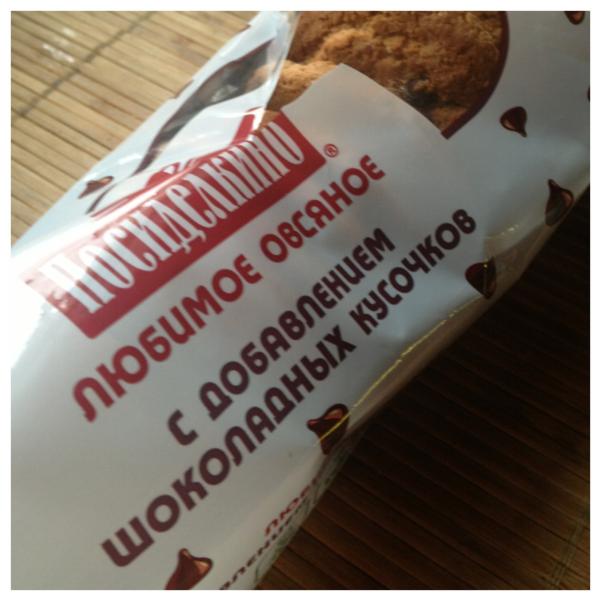 ПОСИДЕЛКИНО®
ЛЮБИМОЕ ОВСЯНОЕ
С ДОБАВЛЕНИЕМ
ШОКОЛАДНЫХ КУСОЧКОВ